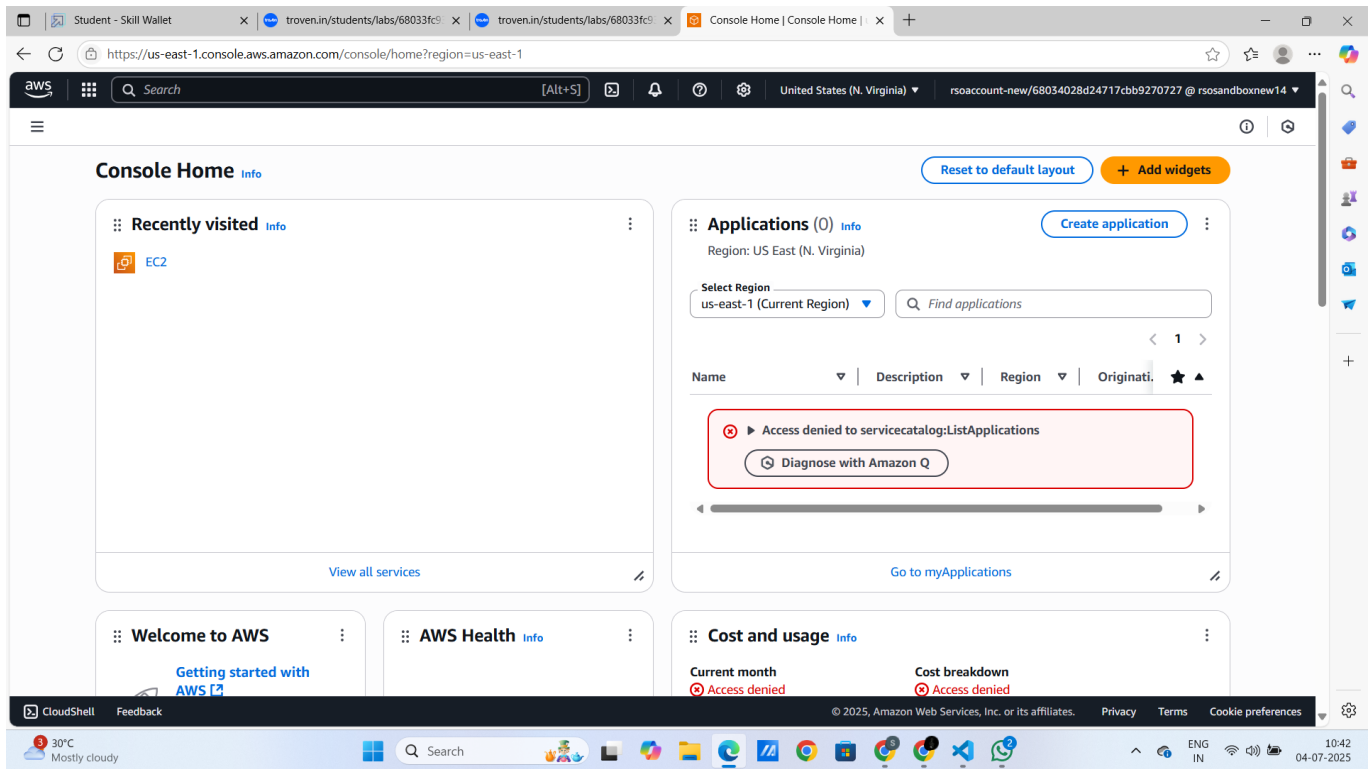 Student - Skill Wallet
troven.in/students/labs/68033fc9
troven.in/students/labs/68033fc9
Console Home | Console Home |
https://us-east-1.console.aws.amazon.com/console/home?region=us-east-1
aws
Search
[Alt+S]
United States (N. Virginia)
rsoaccount-new/68034028d24717cbb9270727 @ rsosandboxnew14
Console Home Info
Reset to default layout
+ Add widgets
Recently visited Info
EC2
View all services
Applications (0) Info
Create application
Region: US East (N. Virginia)
Select Region
us-east-1 (Current Region)
Find applications
1
Name Description Region Originati.
Access denied to servicecatalog:ListApplications
Diagnose with Amazon Q
Go to myApplications
Welcome to AWS
Getting started with
AWS
AWS Health Info
Cost and usage Info
Current month
Access denied
Cost breakdown
Access denied
CloudShell Feedback
© 2025, Amazon Web Services, Inc. or its affiliates. Privacy Terms Cookie preferences
3
30°C
Mostly cloudy
Search
S
2
ENG
IN
10:42
04-07-2025